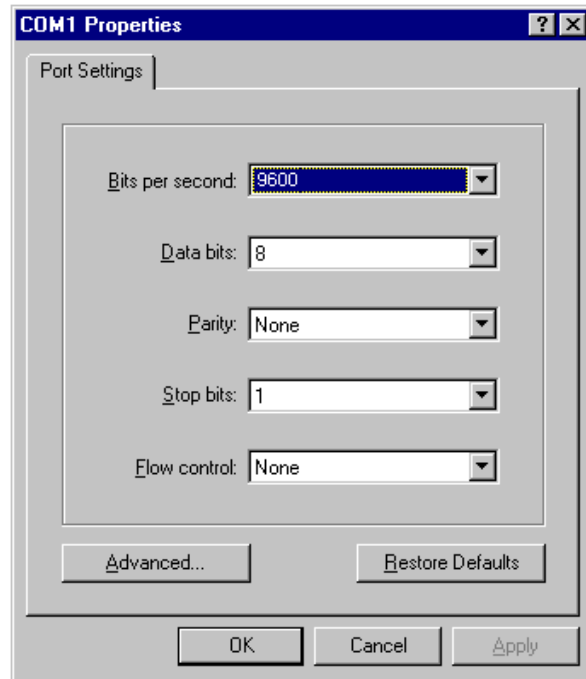 COM1 Properties
Port Settings
Bits per second: 9600
Data bits: 8
Parity: None
Stop bits: 1
Flow control: None
Advanced... Restore Defaults
OK Cancel Apply